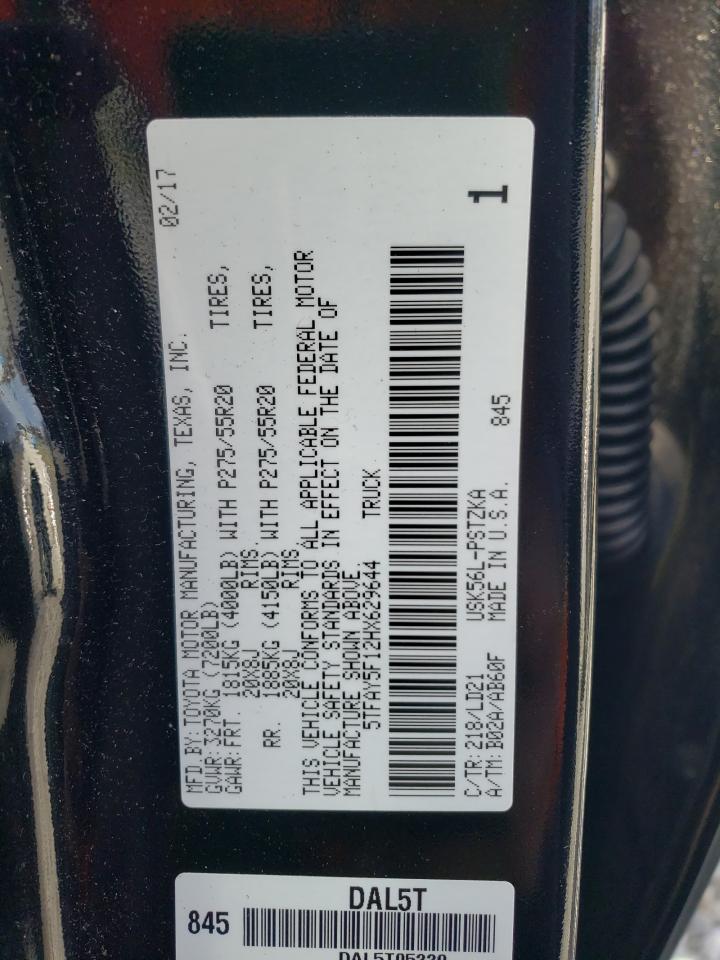 02/17
MFD.BY:TOYOTA MOTOR MANUFACTURING, TEXAS, INC.
GVWR:3270KG (7200LB)
GAWR:FRT. 1815KG (4000LB) WITH P275/55R20 TIRES,
20X8J RIMS
RR. 1885KG (4150LB) WITH P275/55R20 TIRES,
20X8J RIMS
THIS VEHICLE CONFORMS TO ALL APPLICABLE FEDERAL MOTOR
VEHICLE SAFETY STANDARDS IN EFFECT ON THE DATE OF
MANUFACTURE SHOWN ABOVE.
5TFAY5F12HX629644 TRUCK
1
C/TR:218/LD21 USK56L-PSTZKA
A/TM:B02A/AB60F MADE IN U.S.A. 845
DAL5T
845
DAL5T05220